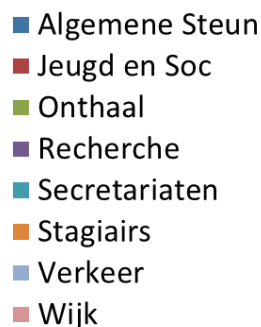 Algemene Steun
Jeugd en Soc
Onthaal
Recherche
Secretariaten
Stagiairs
Verkeer
Wijk